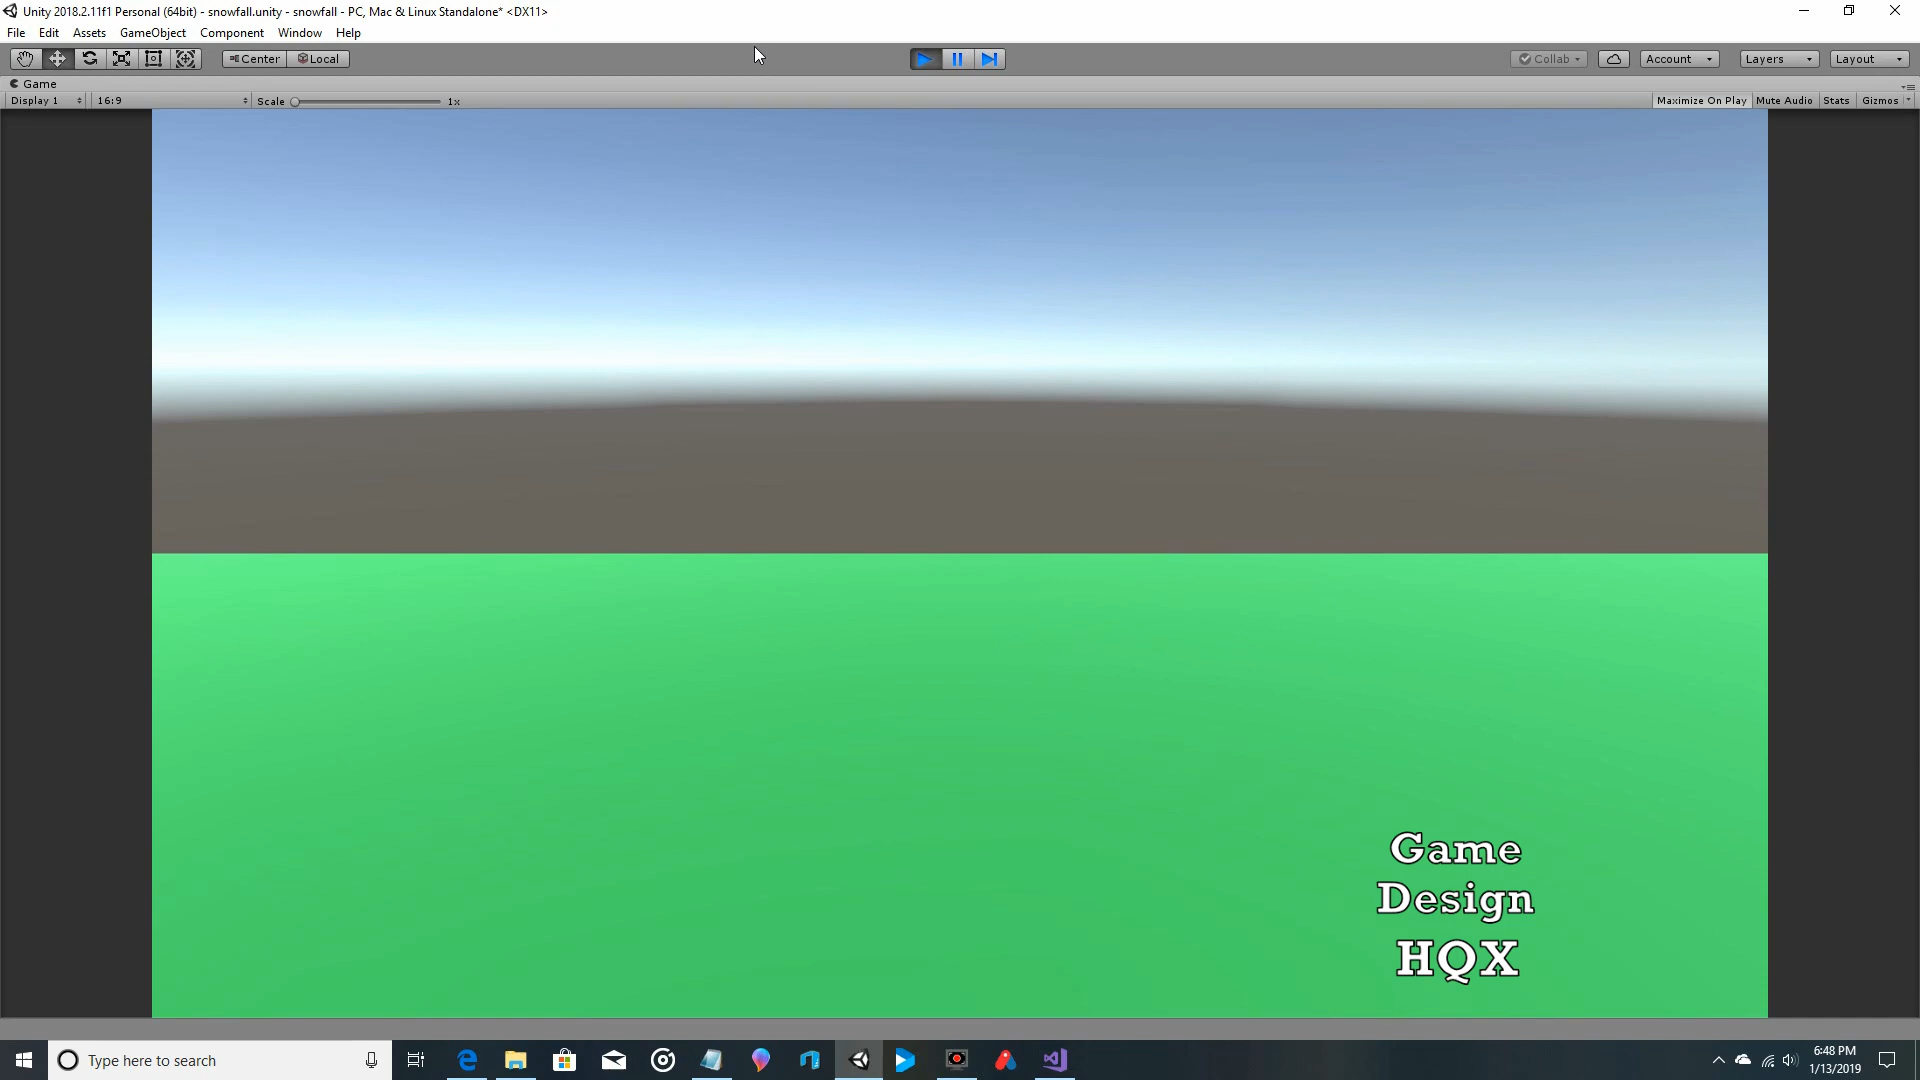 Unity 2018.2.11f1 Personal (64bit) - snowfall.unity - snowfall - PC, Mac & Linux Standalone* <DX11>
File Edit Assets GameObject Component Window Help
Center Local Collab Account Layers Layout
Game
Display 1 16:9 Scale 1x Maximize On Play Mute Audio Stats Gizmos
Game
Design
HQX
Type here to search
6:48 PM
1/13/2019